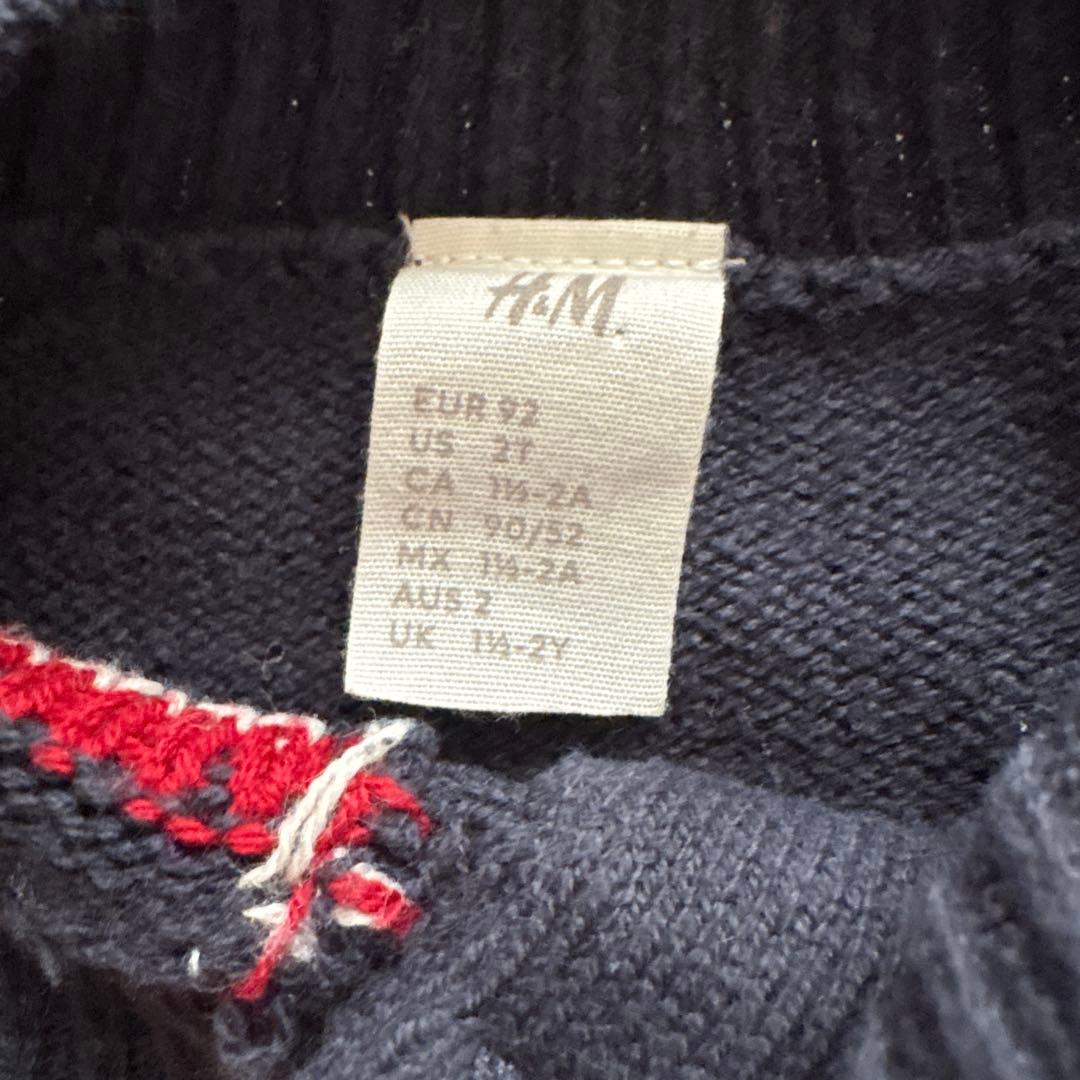 H&M.
EUR 92
US 2T
CA 1½-2A
CN 90/52
MX 1½-2A
AUS 2
UK 1½-2Y